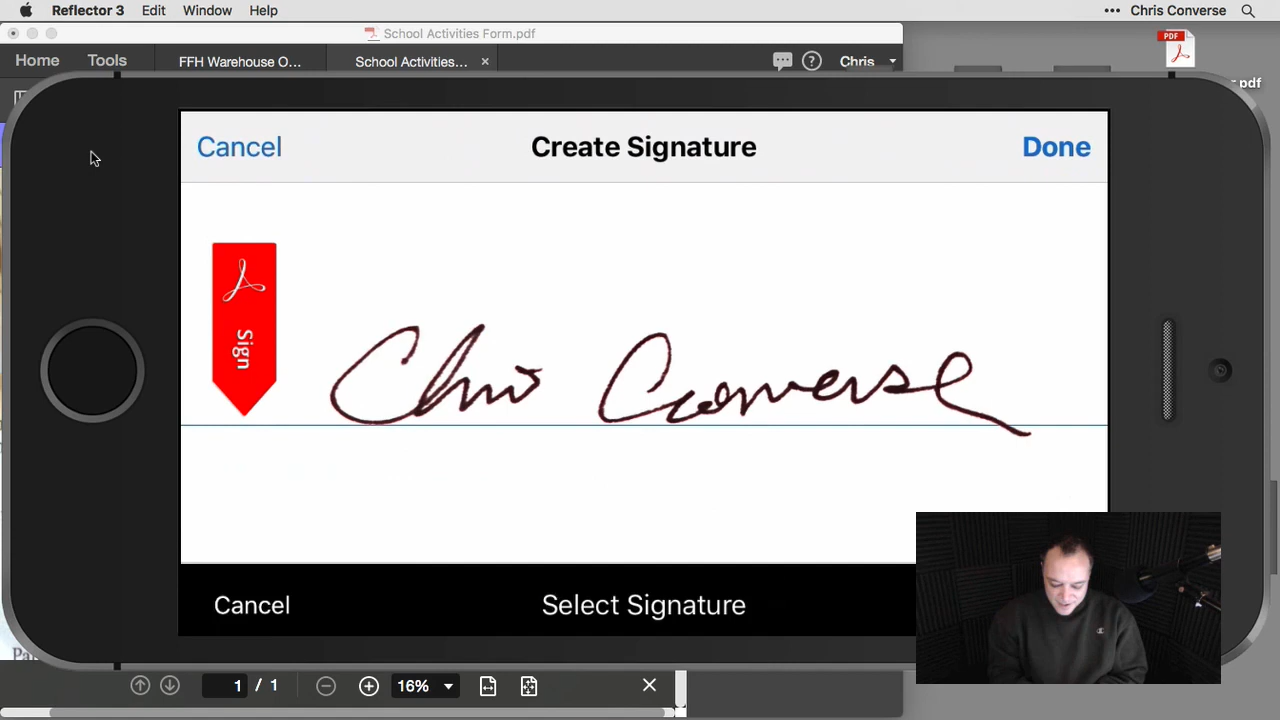 Reflector 3 Edit Window Help ••• Chris Converse
School Activities Form.pdf
Home Tools FFH Warehouse O... School Activities... × ? Chris
PDF
pdf
Cancel Create Signature Done
Sign
Chris Converse
Cancel Select Signature
1 / 1 16%